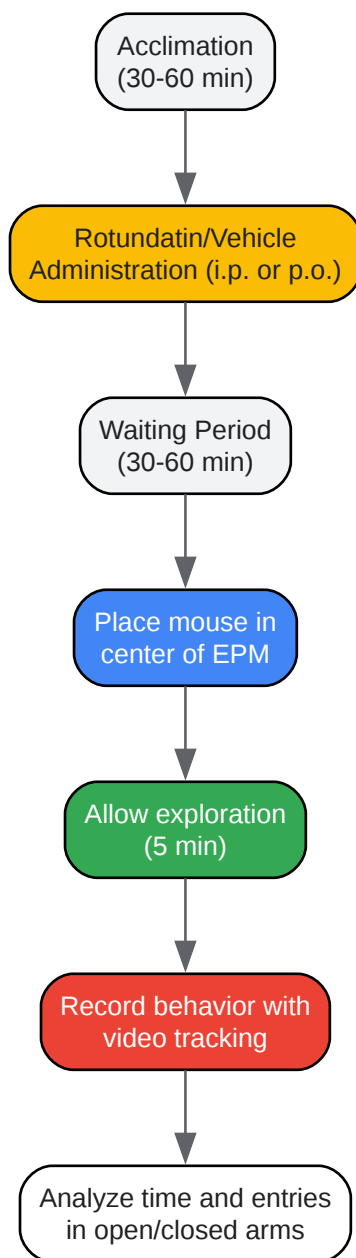 Acclimation
(30-60 min)
Rotundatin/Vehicle
Administration (i.p. or p.o.)
Waiting Period
(30-60 min)
Place mouse in
center of EPM
Allow exploration
(5 min)
Record behavior with
video tracking
Analyze time and entries
in open/closed arms